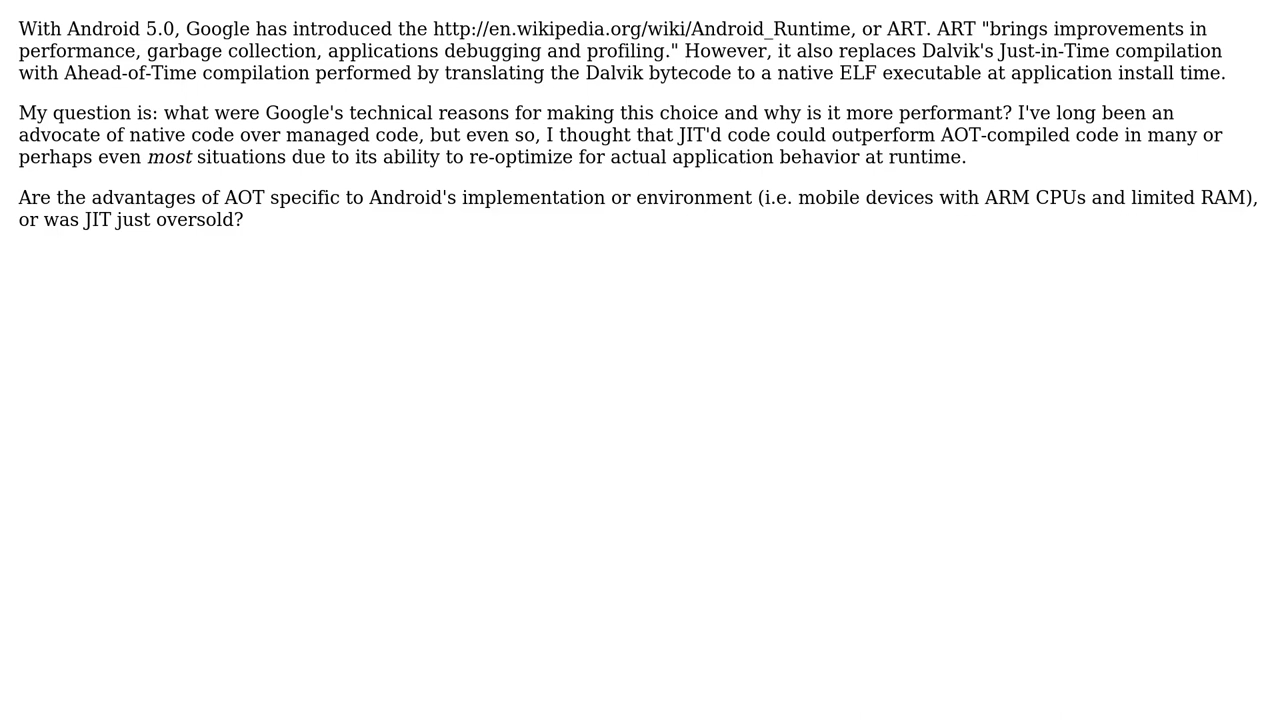 With Android 5.0, Google has introduced the http://en.wikipedia.org/wiki/Android_Runtime, or ART. ART "brings improvements in
performance, garbage collection, applications debugging and profiling." However, it also replaces Dalvik's Just-in-Time compilation
with Ahead-of-Time compilation performed by translating the Dalvik bytecode to a native ELF executable at application install time.
My question is: what were Google's technical reasons for making this choice and why is it more performant? I've long been an
advocate of native code over managed code, but even so, I thought that JIT'd code could outperform AOT-compiled code in many or
perhaps even most situations due to its ability to re-optimize for actual application behavior at runtime.
Are the advantages of AOT specific to Android's implementation or environment (i.e. mobile devices with ARM CPUs and limited RAM),
or was JIT just oversold?